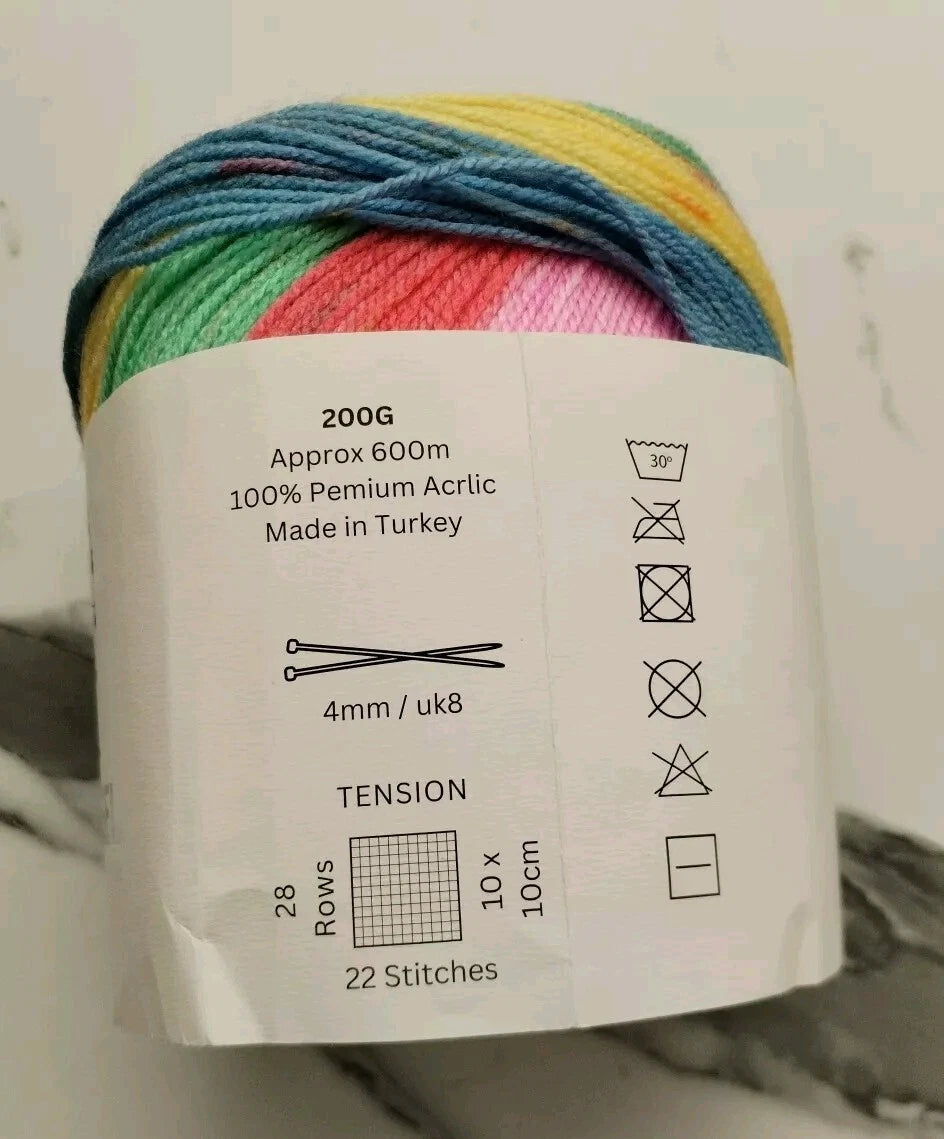 200G
Approx 600m
100% Pemium Acrlic
Made in Turkey
4mm / uk8
TENSION
28
Rows
10 x
10cm
22 Stitches
30°